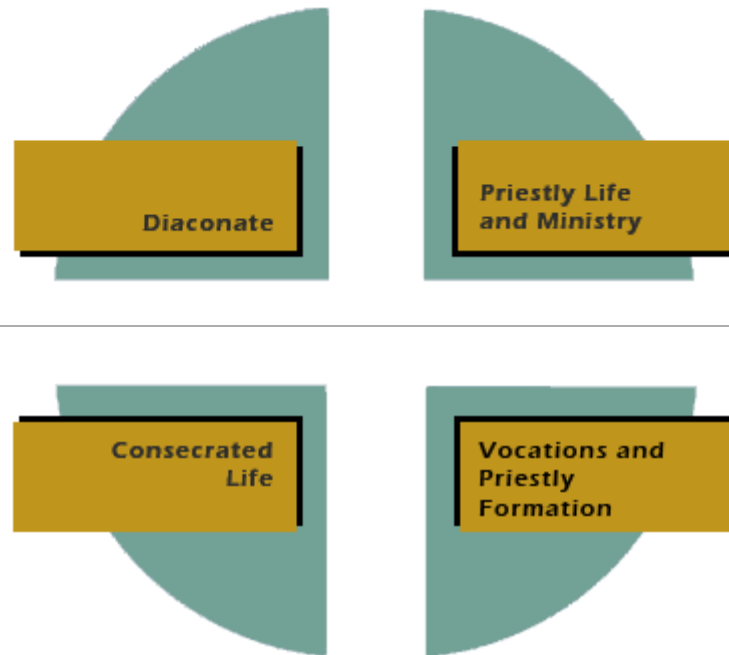 Diaconate
Priestly Life
and Ministry
Consecrated
Life
Vocations and
Priestly
Formation